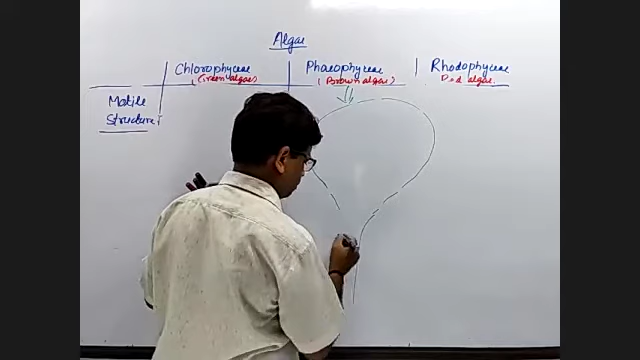 Algae
Chlorophyceae Phaeophyceae Rhodophyceae
(Green algae) (Brown algae) Red algae.
Motile
Structure